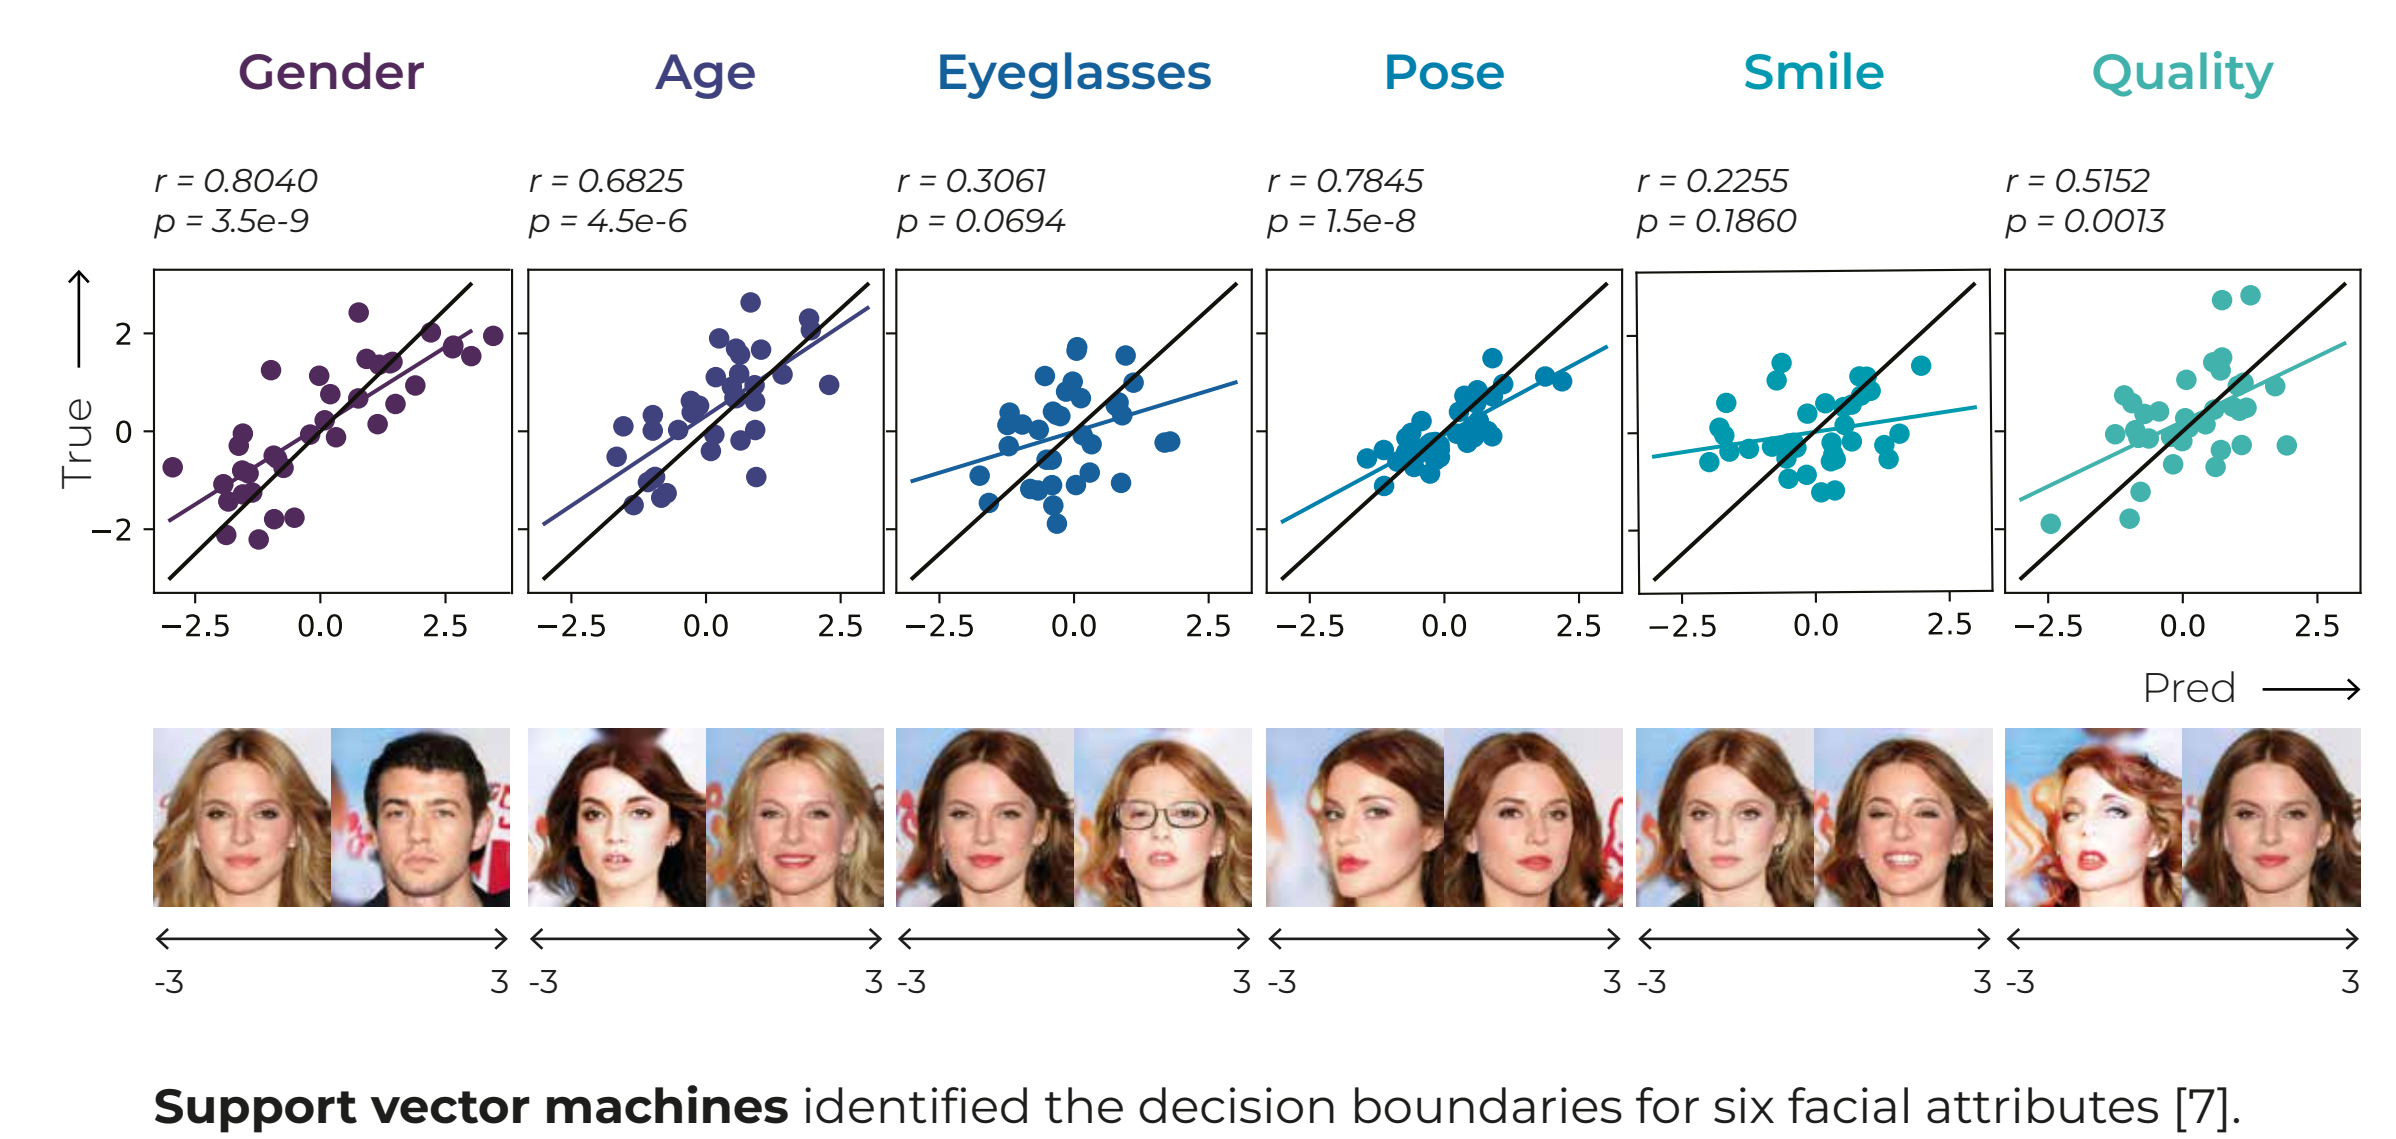 Gender Age Eyeglasses Pose Smile Quality
r = 0.8040 r = 0.6825 r = 0.3061 r = 0.7845 r = 0.2255 r = 0.5152
p = 3.5e-9 p = 4.5e-6 p = 0.0694 p = 1.5e-8 p = 0.1860 p = 0.0013
True
2
0
−2
−2.5 0.0 2.5 −2.5 0.0 2.5 −2.5 0.0 2.5 −2.5 0.0 2.5 −2.5 0.0 2.5 −2.5 0.0 2.5
Pred
-3 3 -3 3 -3 3 -3 3 -3 3 -3 3
Support vector machines identified the decision boundaries for six facial attributes [7].